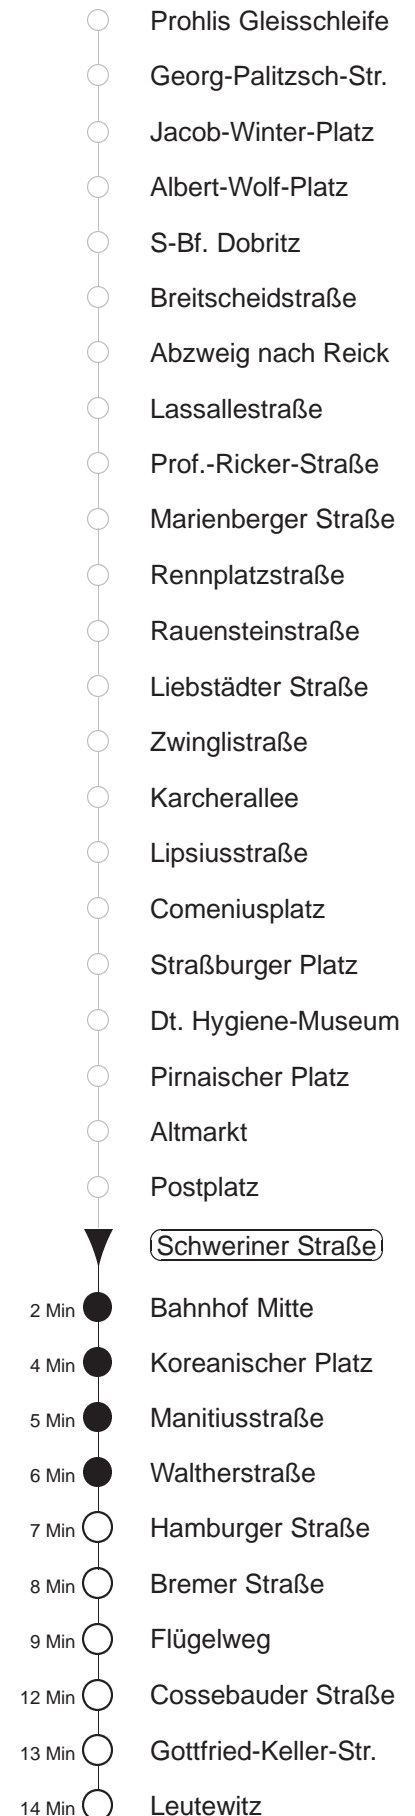 Prohlis Gleisschleife
Georg-Palitzsch-Str.
Jacob-Winter-Platz
Albert-Wolf-Platz
S-Bf. Dobritz
Breitscheidstraße
Abzweig nach Reick
Lassallestraße
Prof.-Ricker-Straße
Marienberger Straße
Rennplatzstraße
Rauensteinstraße
Liebstädter Straße
Zwinglistraße
Karcherallee
Lipsiusstraße
Comeniusplatz
Straßburger Platz
Dt. Hygiene-Museum
Pirnaischer Platz
Altmarkt
Postplatz
Schweriner Straße
2 Min Bahnhof Mitte
4 Min Koreanischer Platz
5 Min Manitiusstraße
6 Min Waltherstraße
7 Min Hamburger Straße
8 Min Bremer Straße
9 Min Flügelweg
12 Min Cossebauder Straße
13 Min Gottfried-Keller-Str.
14 Min Leutewitz